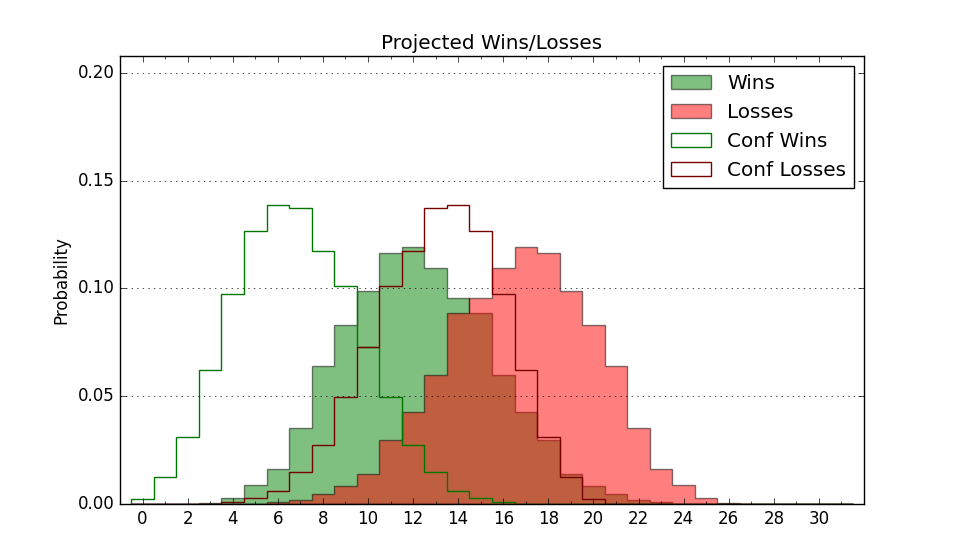 Projected Wins/Losses
0.20
0.15
0.10
0.05
0.00
Probability
Wins
Losses
Conf Wins
Conf Losses
0 2 4 6 8 10 12 14 16 18 20 22 24 26 28 30